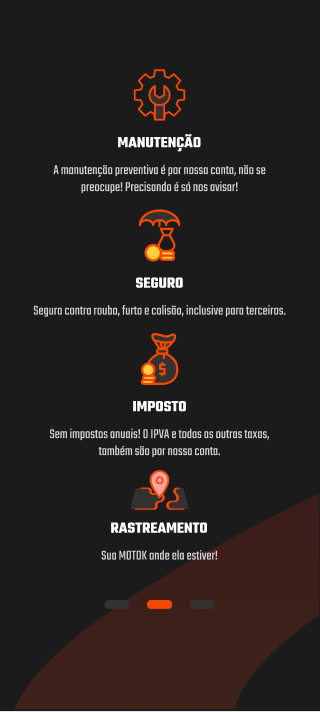 MANUTENÇÃO
A manutenção preventiva é por nossa conta, não se
preocupe! Precisando é só nos avisar!
SEGURO
Seguro contra roubo, furto e colisão, inclusive para terceiros.
$
IMPOSTO
Sem impostos anuais! O IPVA e todas as outras taxas,
também são por nossa conta.
RASTREAMENTO
Sua MOTOK onde ela estiver!